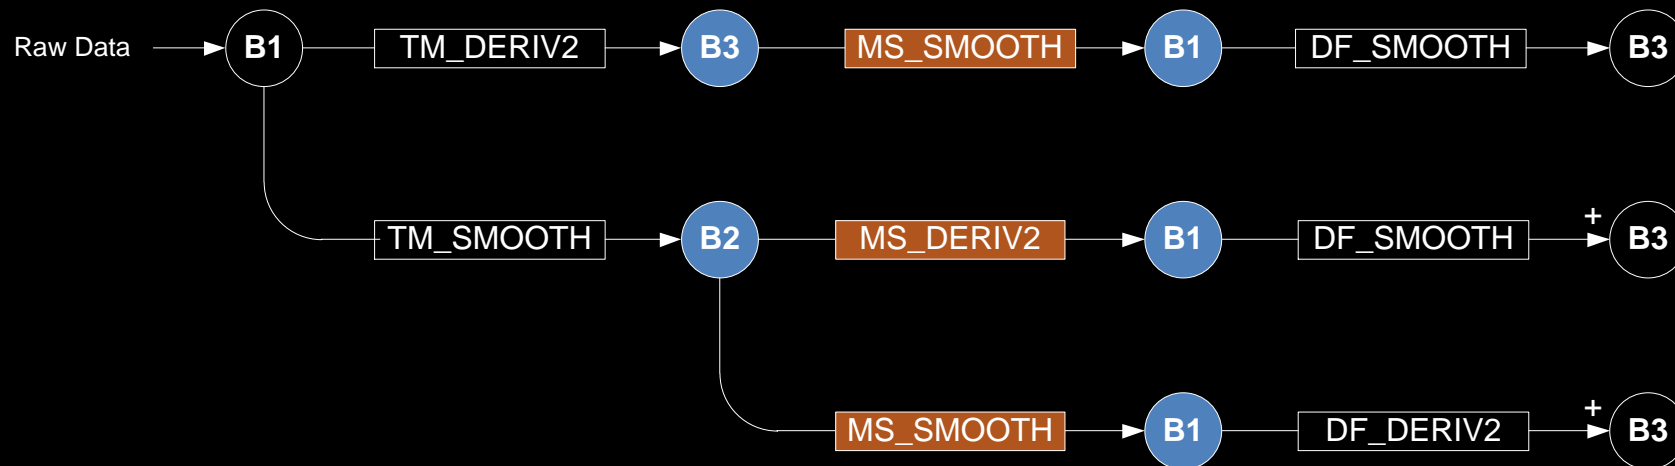 Raw Data B1 TM_DERIV2 B3 MS_SMOOTH B1 DF_SMOOTH B3
TM_SMOOTH B2 MS_DERIV2 B1 DF_SMOOTH + B3
MS_SMOOTH B1 DF_DERIV2 + B3